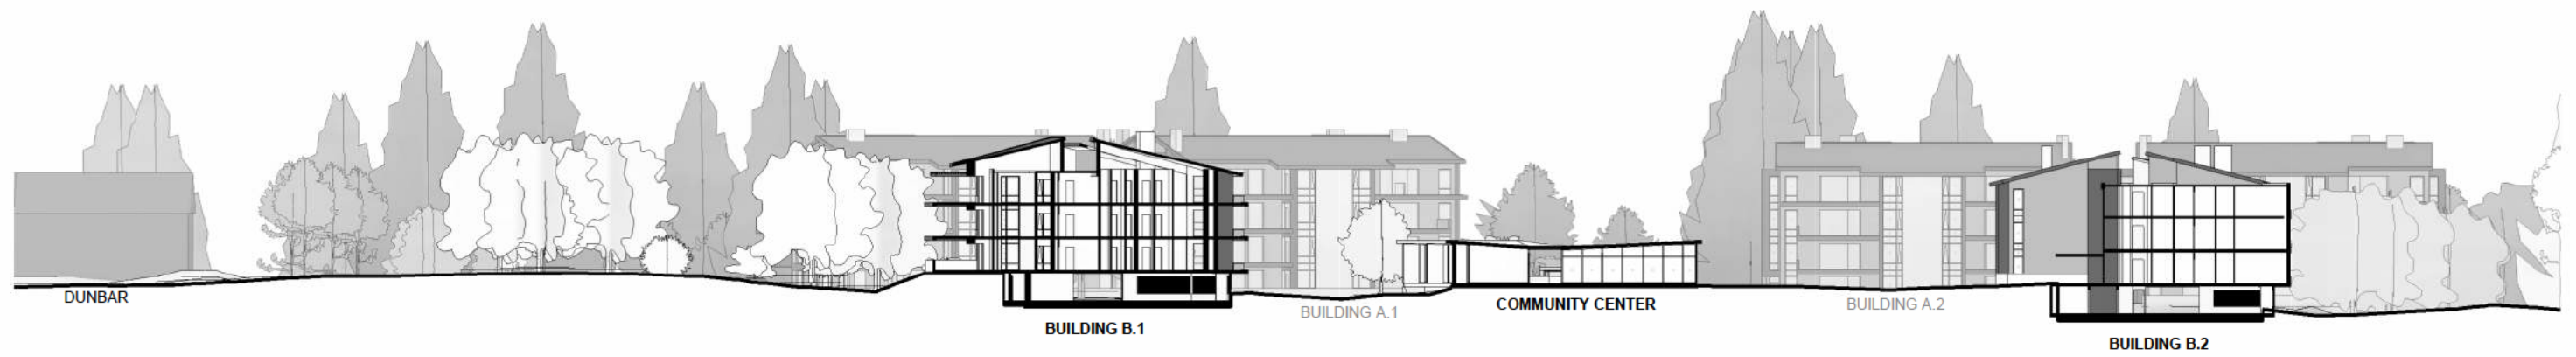 DUNBAR
BUILDING B.1
BUILDING A.1
COMMUNITY CENTER
BUILDING A.2
BUILDING B.2